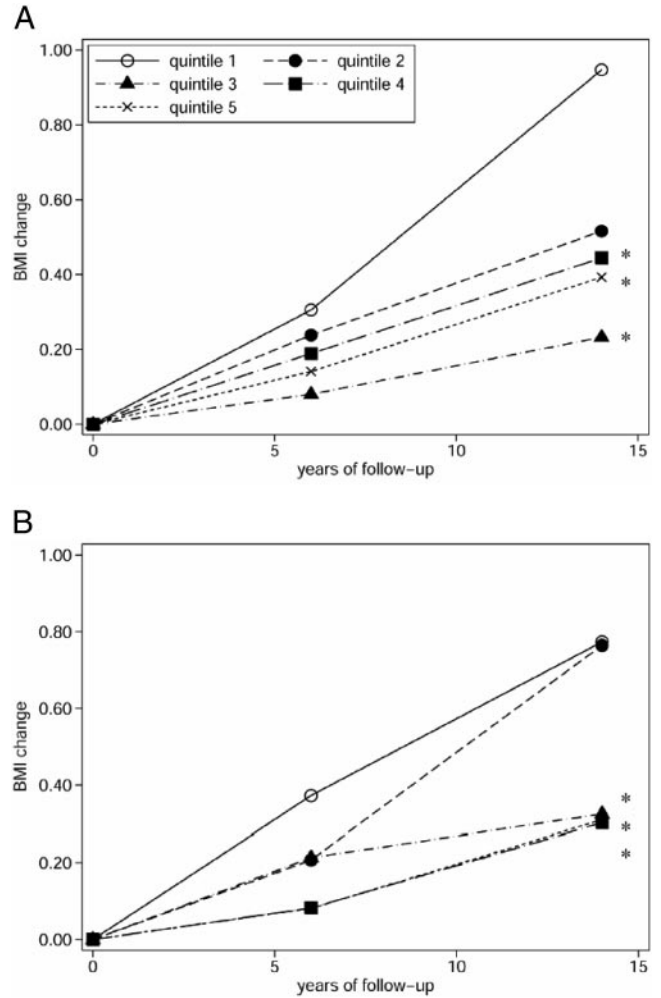 A
1.00
quintile 1 quintile 2
quintile 3 quintile 4
quintile 5
0.80
BMI change
0.60
0.40
*
*
0.20
*
0.00
0 5 10 15
years of follow-up
B
1.00
0.80
BMI change
0.60
0.40
*
*
0.20
*
0.00
0 5 10 15
years of follow-up